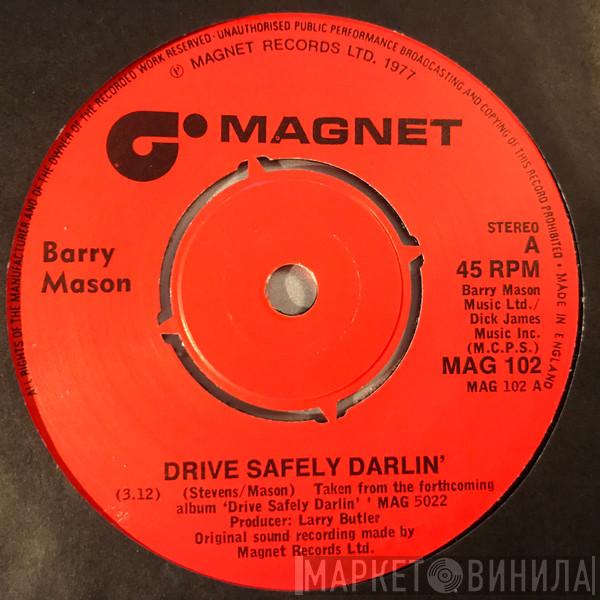 ALL RIGHTS OF THE MANUFACTURER AND OF THE OWNER OF THE RECORDED WORK RESERVED · UNAUTHORISED PUBLIC PERFORMANCE BROADCASTING AND COPYING OF THIS RECORD PROHIBITED · MADE IN ENGLAND
℗ MAGNET RECORDS LTD. 1977
MAGNET
Barry
Mason
STEREO
A
45 RPM
Barry Mason
Music Ltd./
Dick James
Music Inc.
(M.C.P.S.)
MAG 102
MAG 102 A
DRIVE SAFELY DARLIN'
(3.12) (Stevens/Mason) Taken from the forthcoming
album 'Drive Safely Darlin' ' MAG 5022
Producer: Larry Butler
Original sound recording made by
Magnet Records Ltd.
МАРКЕТ ВИНИЛА